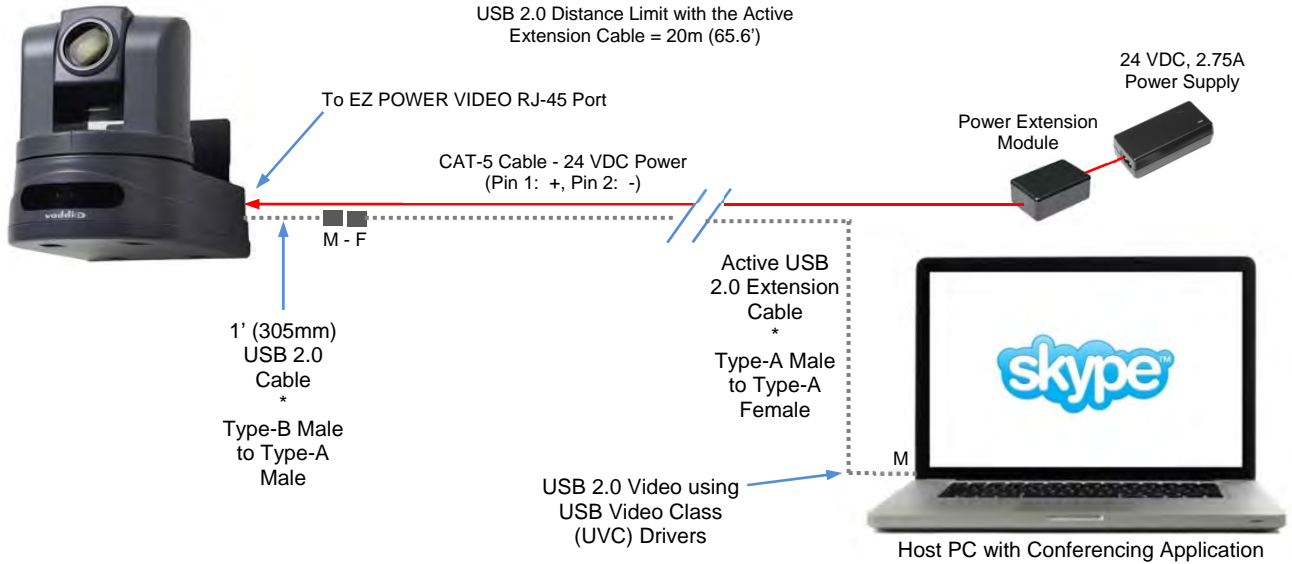 USB 2.0 Distance Limit with the Active
Extension Cable = 20m (65.6')
24 VDC, 2.75A
Power Supply
To EZ POWER VIDEO RJ-45 Port
Power Extension
Module
CAT-5 Cable - 24 VDC Power
(Pin 1: +, Pin 2: -)
vaddio
M - F
Active USB
2.0 Extension
Cable
*
Type-A Male
to Type-A
Female
1’ (305mm)
USB 2.0
Cable
*
Type-B Male
to Type-A
Male
skype™
M
USB 2.0 Video using
USB Video Class
(UVC) Drivers
Host PC with Conferencing Application